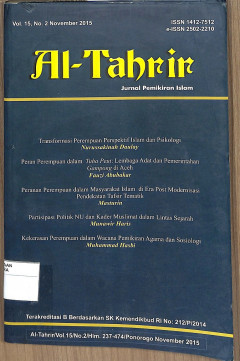 Vol. 15, No. 2 November 2015
ISSN 1412-7512
e-ISSN 2502-2210
Al-Tahrir
Jurnal Pemikiran Islam
Transformasi Perempuan Perspektif Islam dan Psikologi
Nurussakinah Daulay
Peran Perempuan dalam Tuha Peut: Lembaga Adat dan Pemerintahan
Gampong di Aceh
Fauzi Abubakar
Peranan Perempuan dalam Masyarakat Islam di Era Post Modernisasi
Pendekatan Tafsir Tematik
Masturin
Partisipasi Politik NU dan Kader Muslimat dalam Lintas Sejarah
Munawir Haris
Kekerasan Perempuan dalam Wacana Pemikiran Agama dan Sosiologi
Muhammad Hasbi
Terakreditasi B Berdasarkan SK Kemendikbud RI No: 212/P/2014
Al-Tahrir/Vol.15/No.2/Hlm: 237-474/Ponorogo November 2015